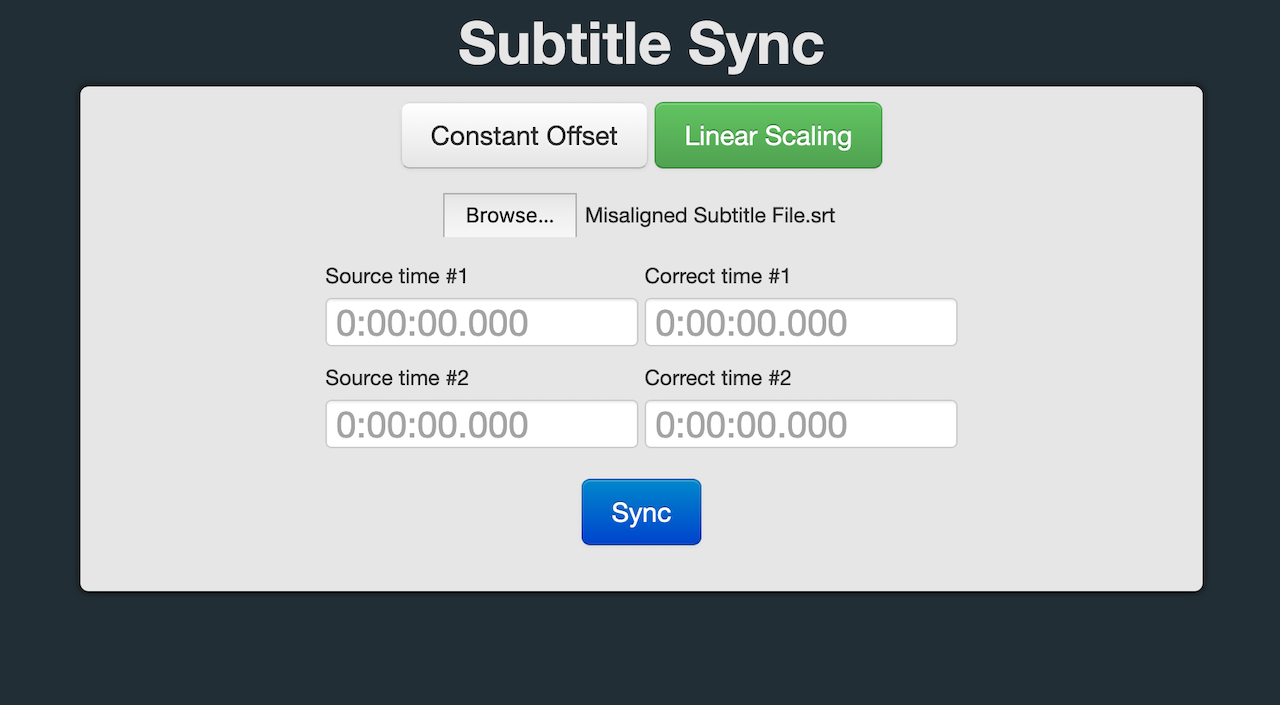 Subtitle Sync
Constant Offset Linear Scaling
Browse... Misaligned Subtitle File.srt
Source time #1 Correct time #1
0:00:00.000 0:00:00.000
Source time #2 Correct time #2
0:00:00.000 0:00:00.000
Sync